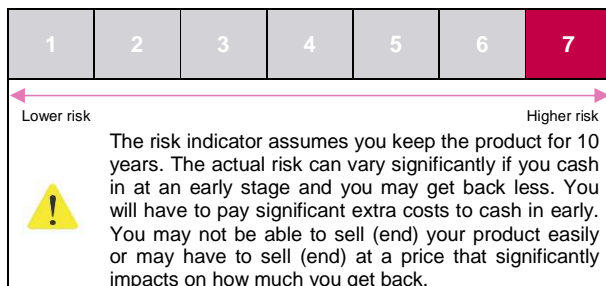 1 2 3 4 5 6 7
Lower risk Higher risk
The risk indicator assumes you keep the product for 10
years. The actual risk can vary significantly if you cash
in at an early stage and you may get back less. You
will have to pay significant extra costs to cash in early.
You may not be able to sell (end) your product easily
or may have to sell (end) at a price that significantly
impacts on how much you get back.